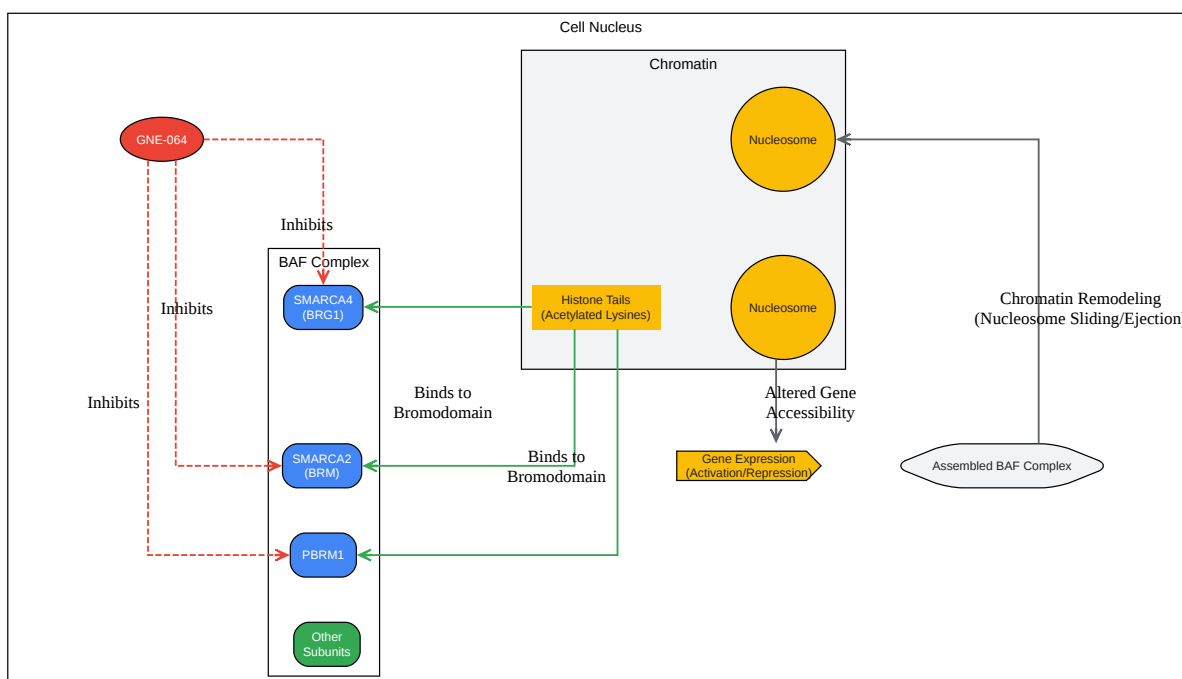 Cell Nucleus
Chromatin
GNE-064
Nucleosome
Inhibits
BAF Complex
SMARCA4
(BRG1)
Histone Tails
(Acetylated Lysines)
Nucleosome
Inhibits
Chromatin Remodeling
(Nucleosome Sliding/Ejection)
Inhibits
Binds to
Bromodomain
Altered Gene
Accessibility
SMARCA2
(BRM)
Binds to
Bromodomain
Gene Expression
(Activation/Repression)
Assembled BAF Complex
PBRM1
Other
Subunits